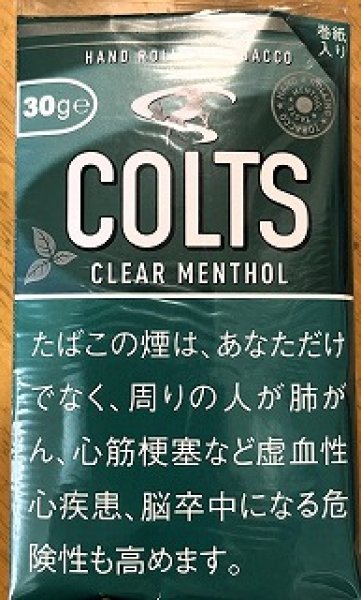 巻紙
入り
HAND ROLLING TOBACCO
30g℮
COLTS
CLEAR MENTHOL
たばこの煙は、あなただけ
でなく、周りの人が肺が
ん、心筋梗塞など虚血性
心疾患、脳卒中になる危
険性も高めます。